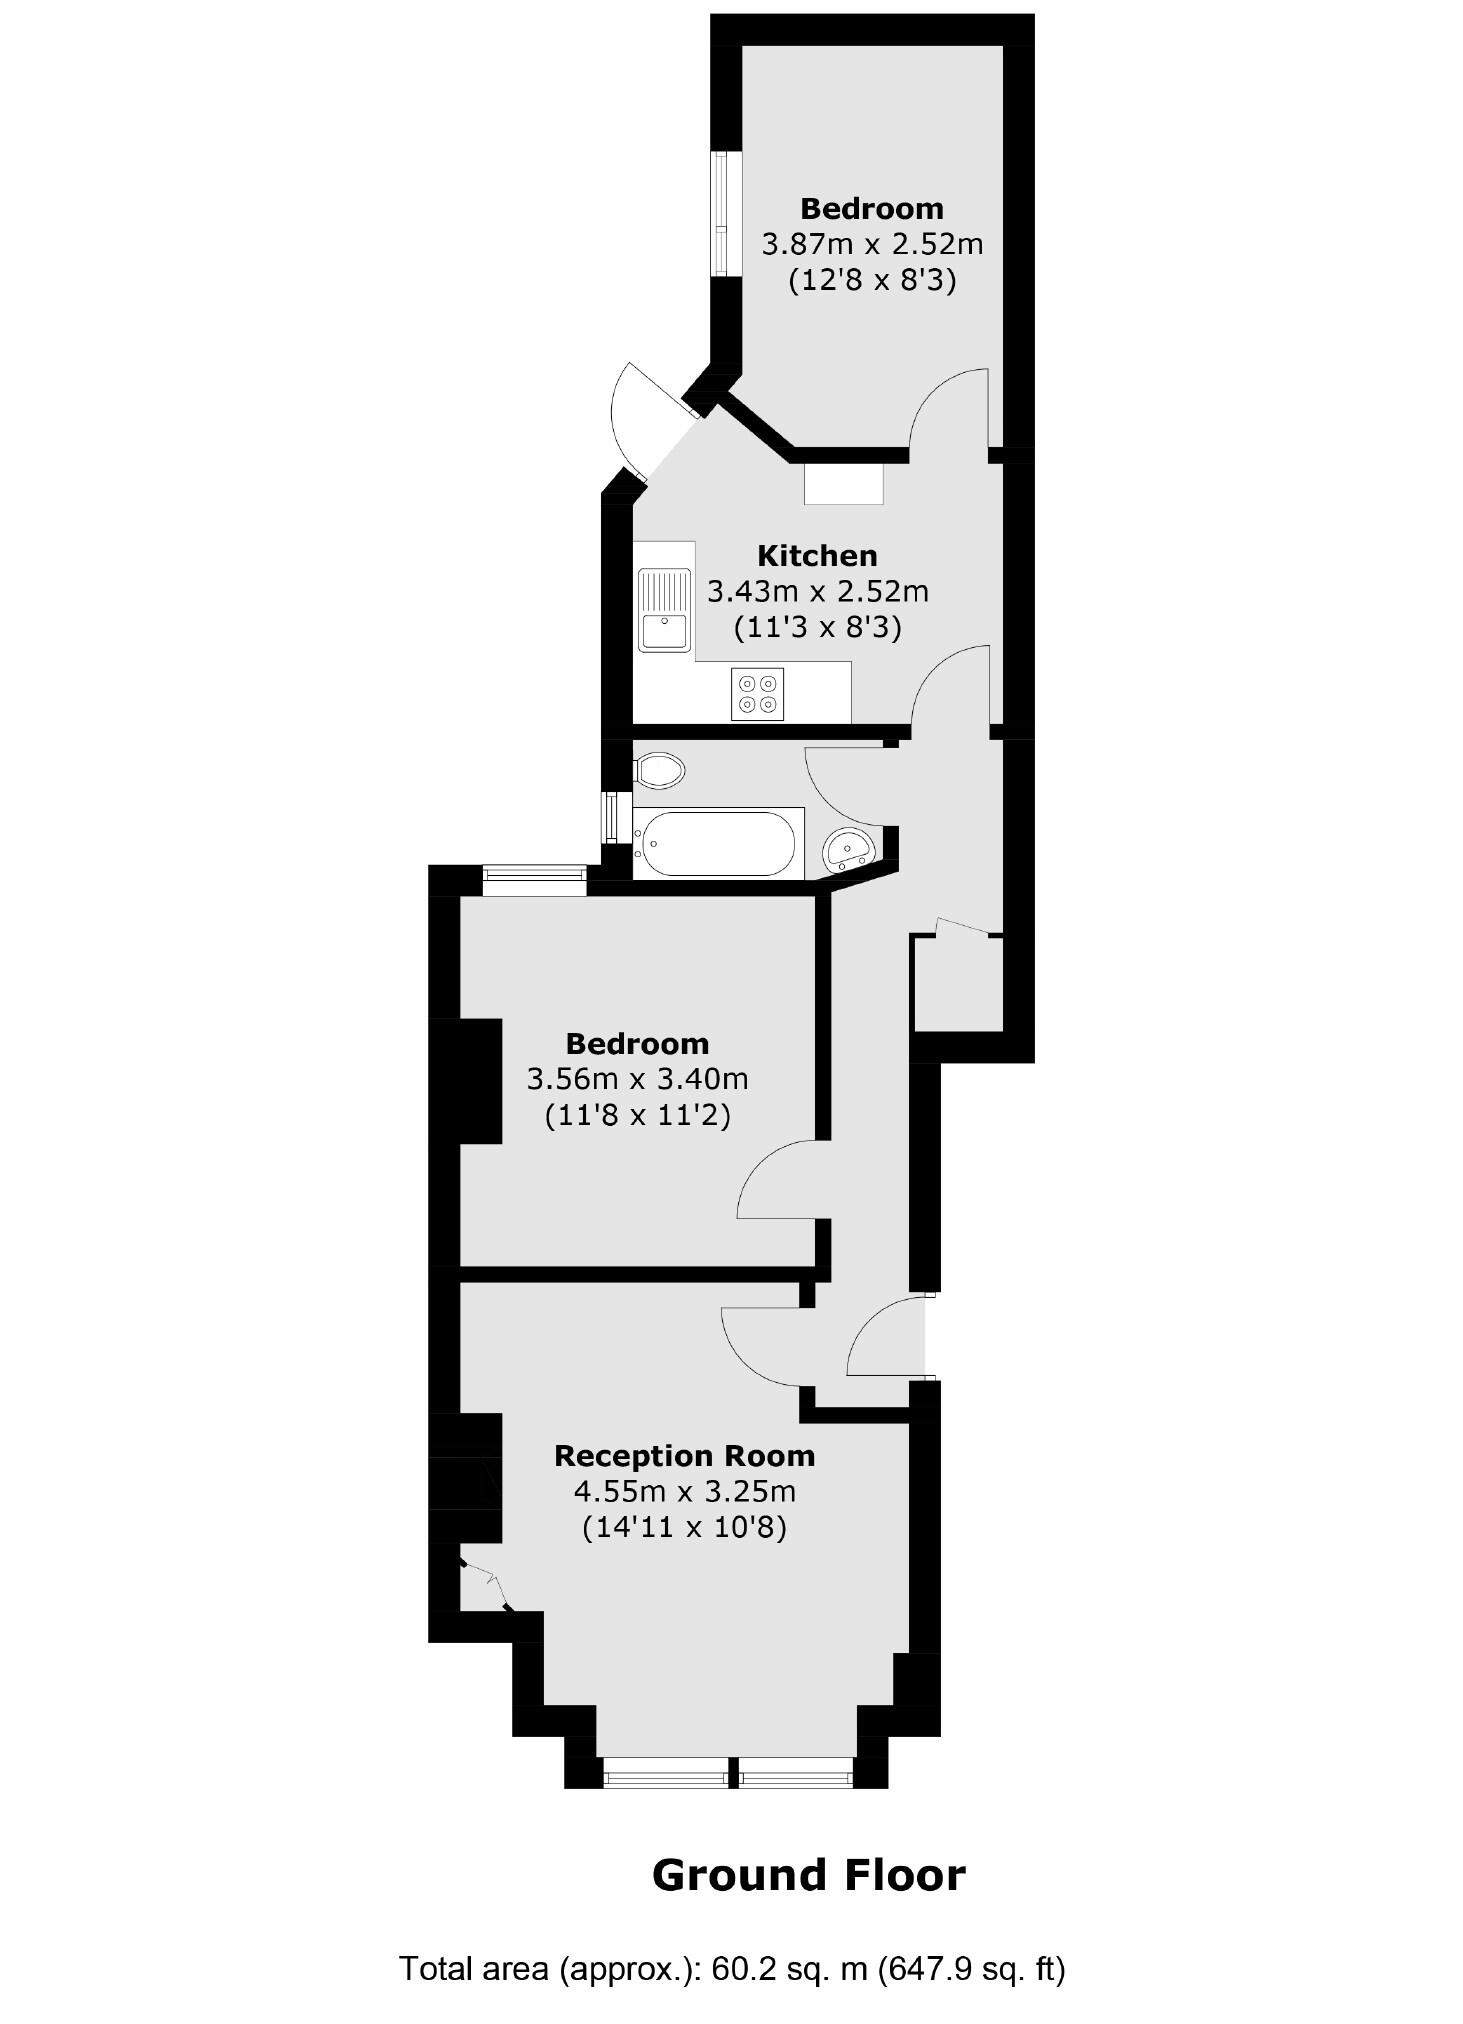 Bedroom
3.87m x 2.52m
(12'8 x 8'3)
Kitchen
3.43m x 2.52m
(11'3 x 8'3)
Bedroom
3.56m x 3.40m
(11'8 x 11'2)
Reception Room
4.55m x 3.25m
(14'11 x 10'8)
Ground Floor
Total area (approx.): 60.2 sq. m (647.9 sq. ft)